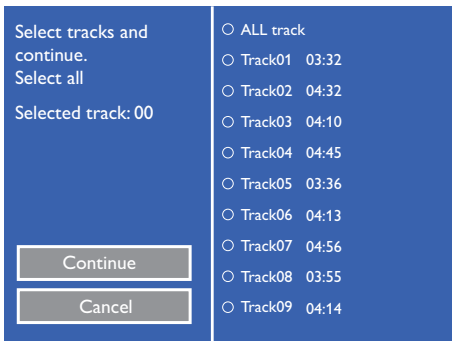 Select tracks and
continue.
Select all
Selected track: 00
Continue
Cancel
ALL track
Track01 03:32
Track02 04:32
Track03 04:10
Track04 04:45
Track05 03:36
Track06 04:13
Track07 04:56
Track08 03:55
Track09 04:14